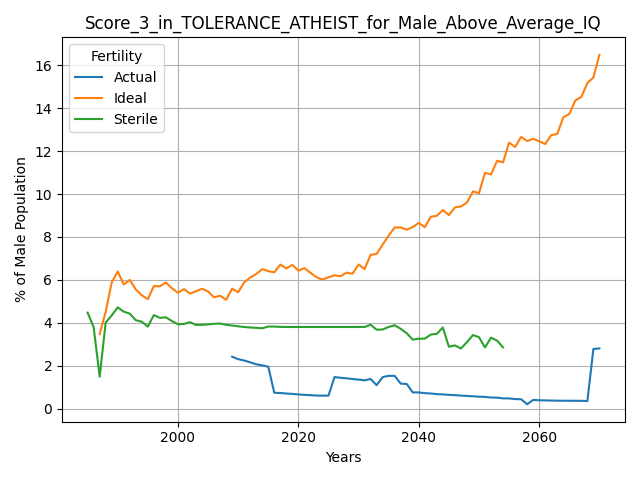 Score_3_in_TOLERANCE_ATHEIST_for_Male_Above_Average_IQ
Fertility
Actual
Ideal
Sterile
% of Male Population
16
14
12
10
8
6
4
2
0
2000
2020
2040
2060
Years